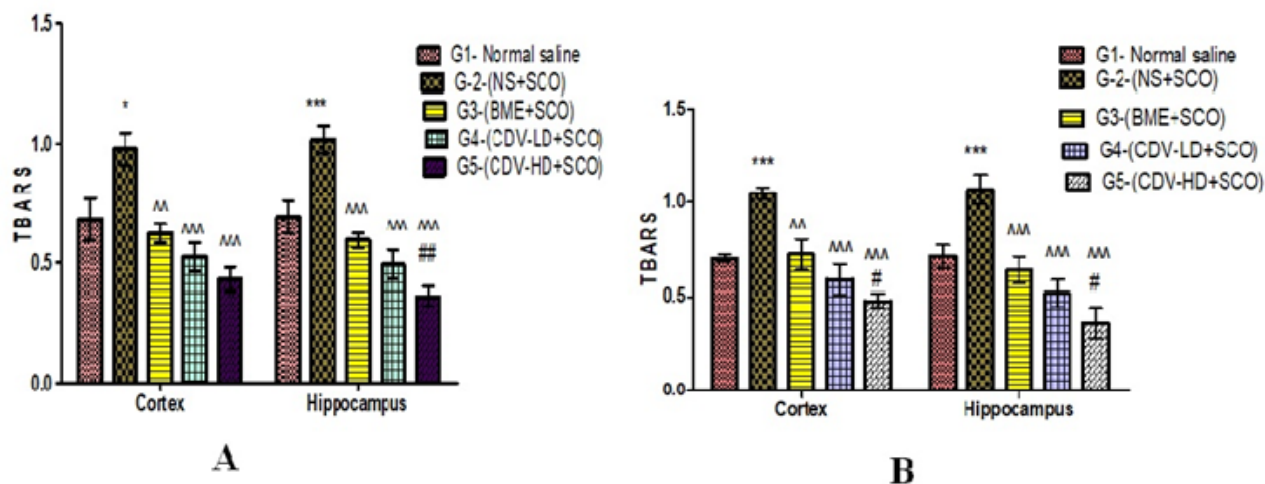 1.5
1.0
0.5
0.0
TBARS
G1- Normal saline
G-2-(NS+SCO)
G3-(BME+SCO)
G4-(CDV-LD+SCO)
G5-(CDV-HD+SCO)
*
^^
^^^
^^^
***
^^^
^^^
^^^
##
Cortex
Hippocampus
A
1.5
1.0
0.5
0.0
TBARS
G1- Normal saline
G-2-(NS+SCO)
G3-(BME+SCO)
G4-(CDV-LD+SCO)
G5-(CDV-HD+SCO)
***
^^
^^^
^^^
#
***
^^^
^^^
^^^
#
Cortex
Hippocampus
B